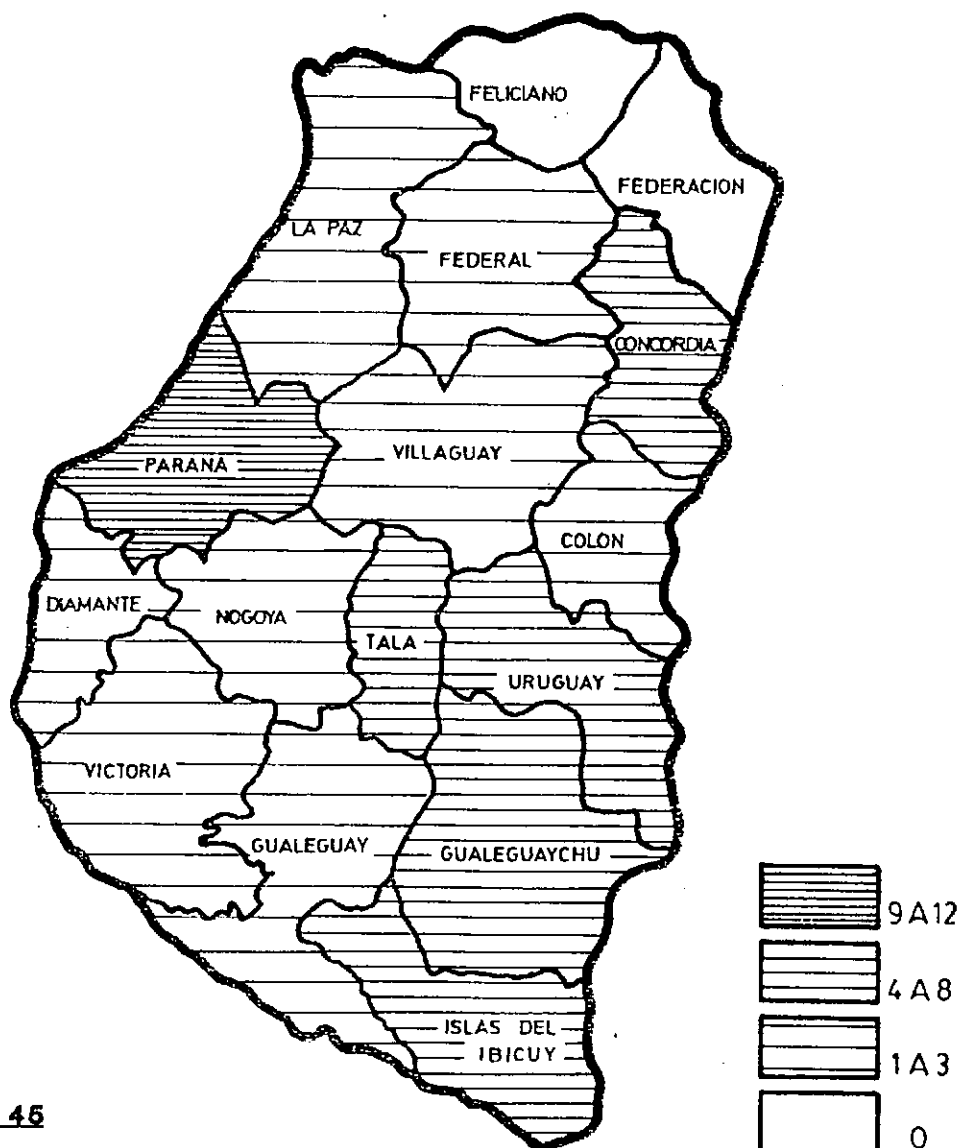 FELICIANO
FEDERACION
LA PAZ
FEDERAL
CONCORDIA
PARANA
VILLAGUAY
COLON
DIAMANTE
NOGOYA
TALA
URUGUAY
VICTORIA
GUALEGUAY
GUALEGUAYCHU
ISLAS DEL
IBICUY
9 A 12
4 A 8
1 A 3
0
45